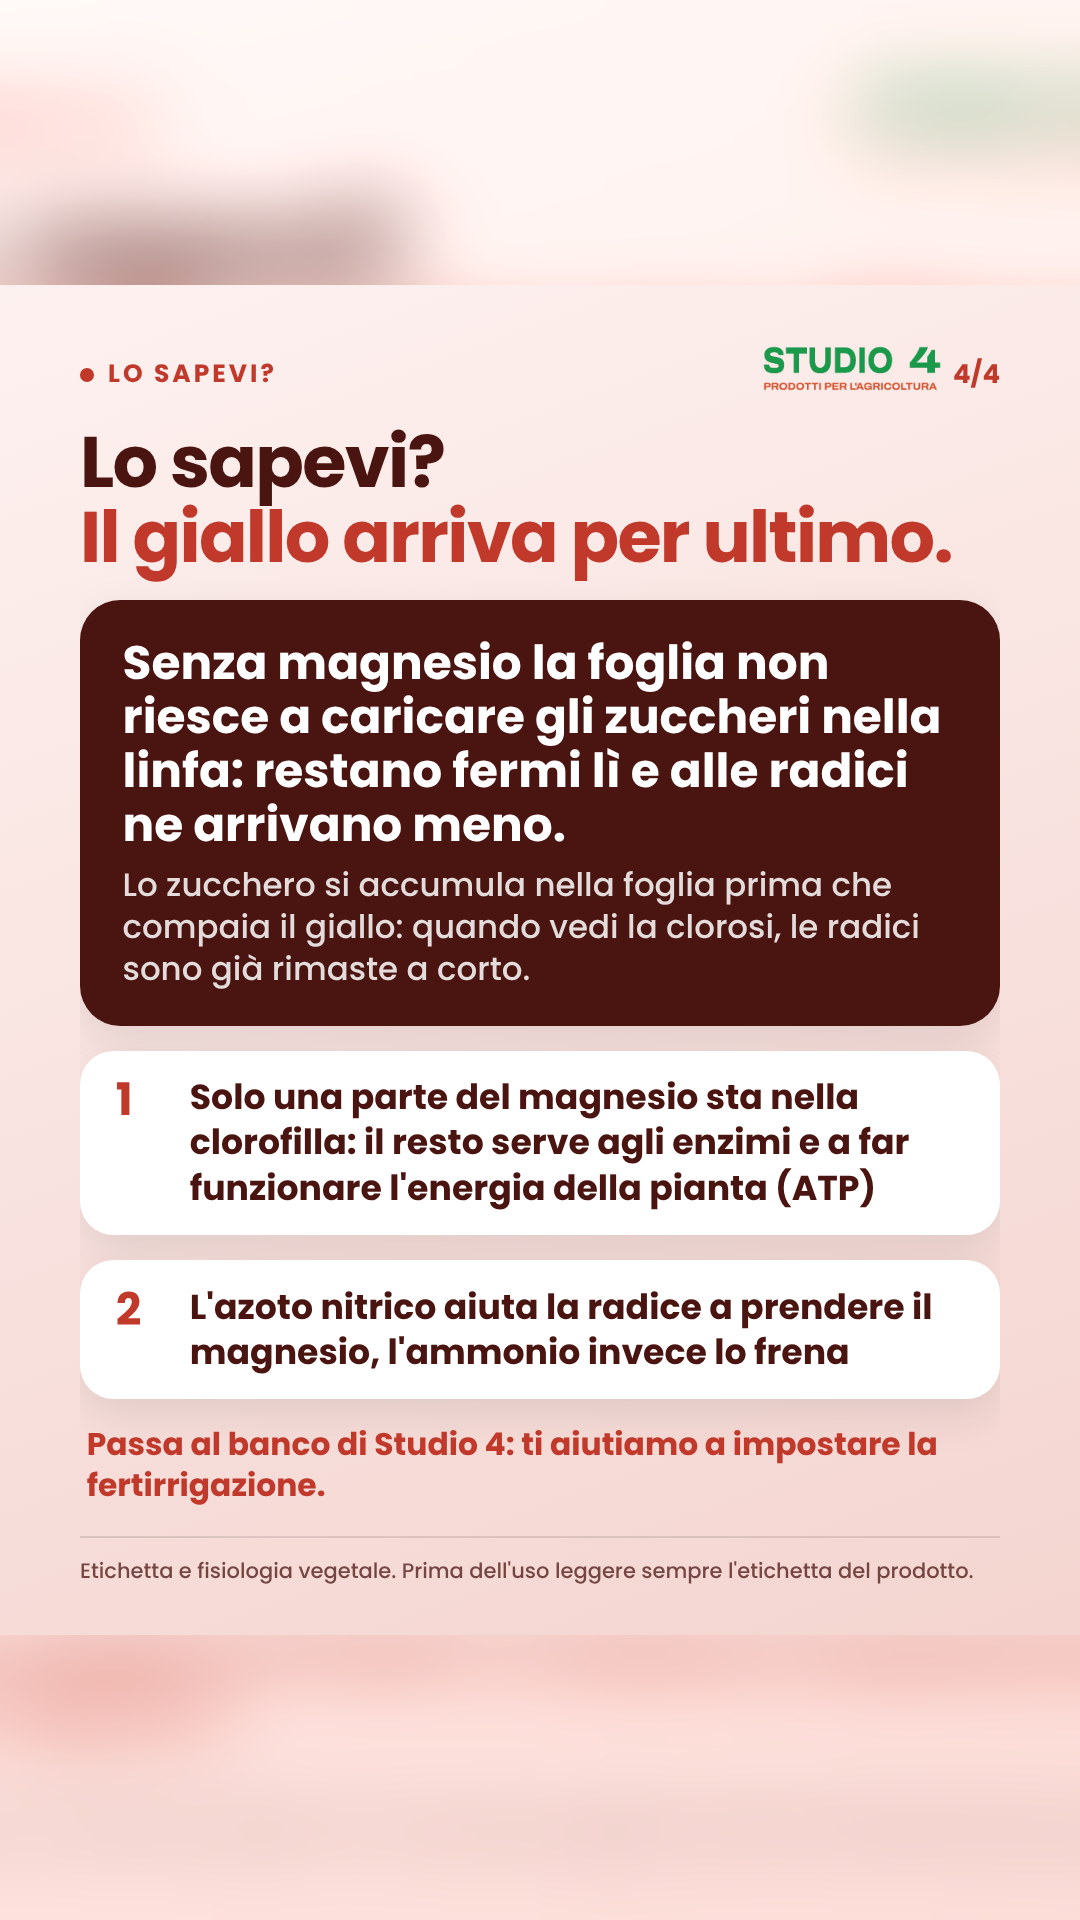 LO SAPEVI?
STUDIO 4
PRODOTTI PER L'AGRICOLTURA
4/4
Lo sapevi?
Il giallo arriva per ultimo.
Senza magnesio la foglia non
riesce a caricare gli zuccheri nella
linfa: restano fermi lì e alle radici
ne arrivano meno.
Lo zucchero si accumula nella foglia prima che
compaia il giallo: quando vedi la clorosi, le radici
sono già rimaste a corto.
1
Solo una parte del magnesio sta nella
clorofilla: il resto serve agli enzimi e a far
funzionare l'energia della pianta (ATP)
2
L'azoto nitrico aiuta la radice a prendere il
magnesio, l'ammonio invece lo frena
Passa al banco di Studio 4: ti aiutiamo a impostare la
fertirrigazione.
Etichetta e fisiologia vegetale. Prima dell'uso leggere sempre l'etichetta del prodotto.